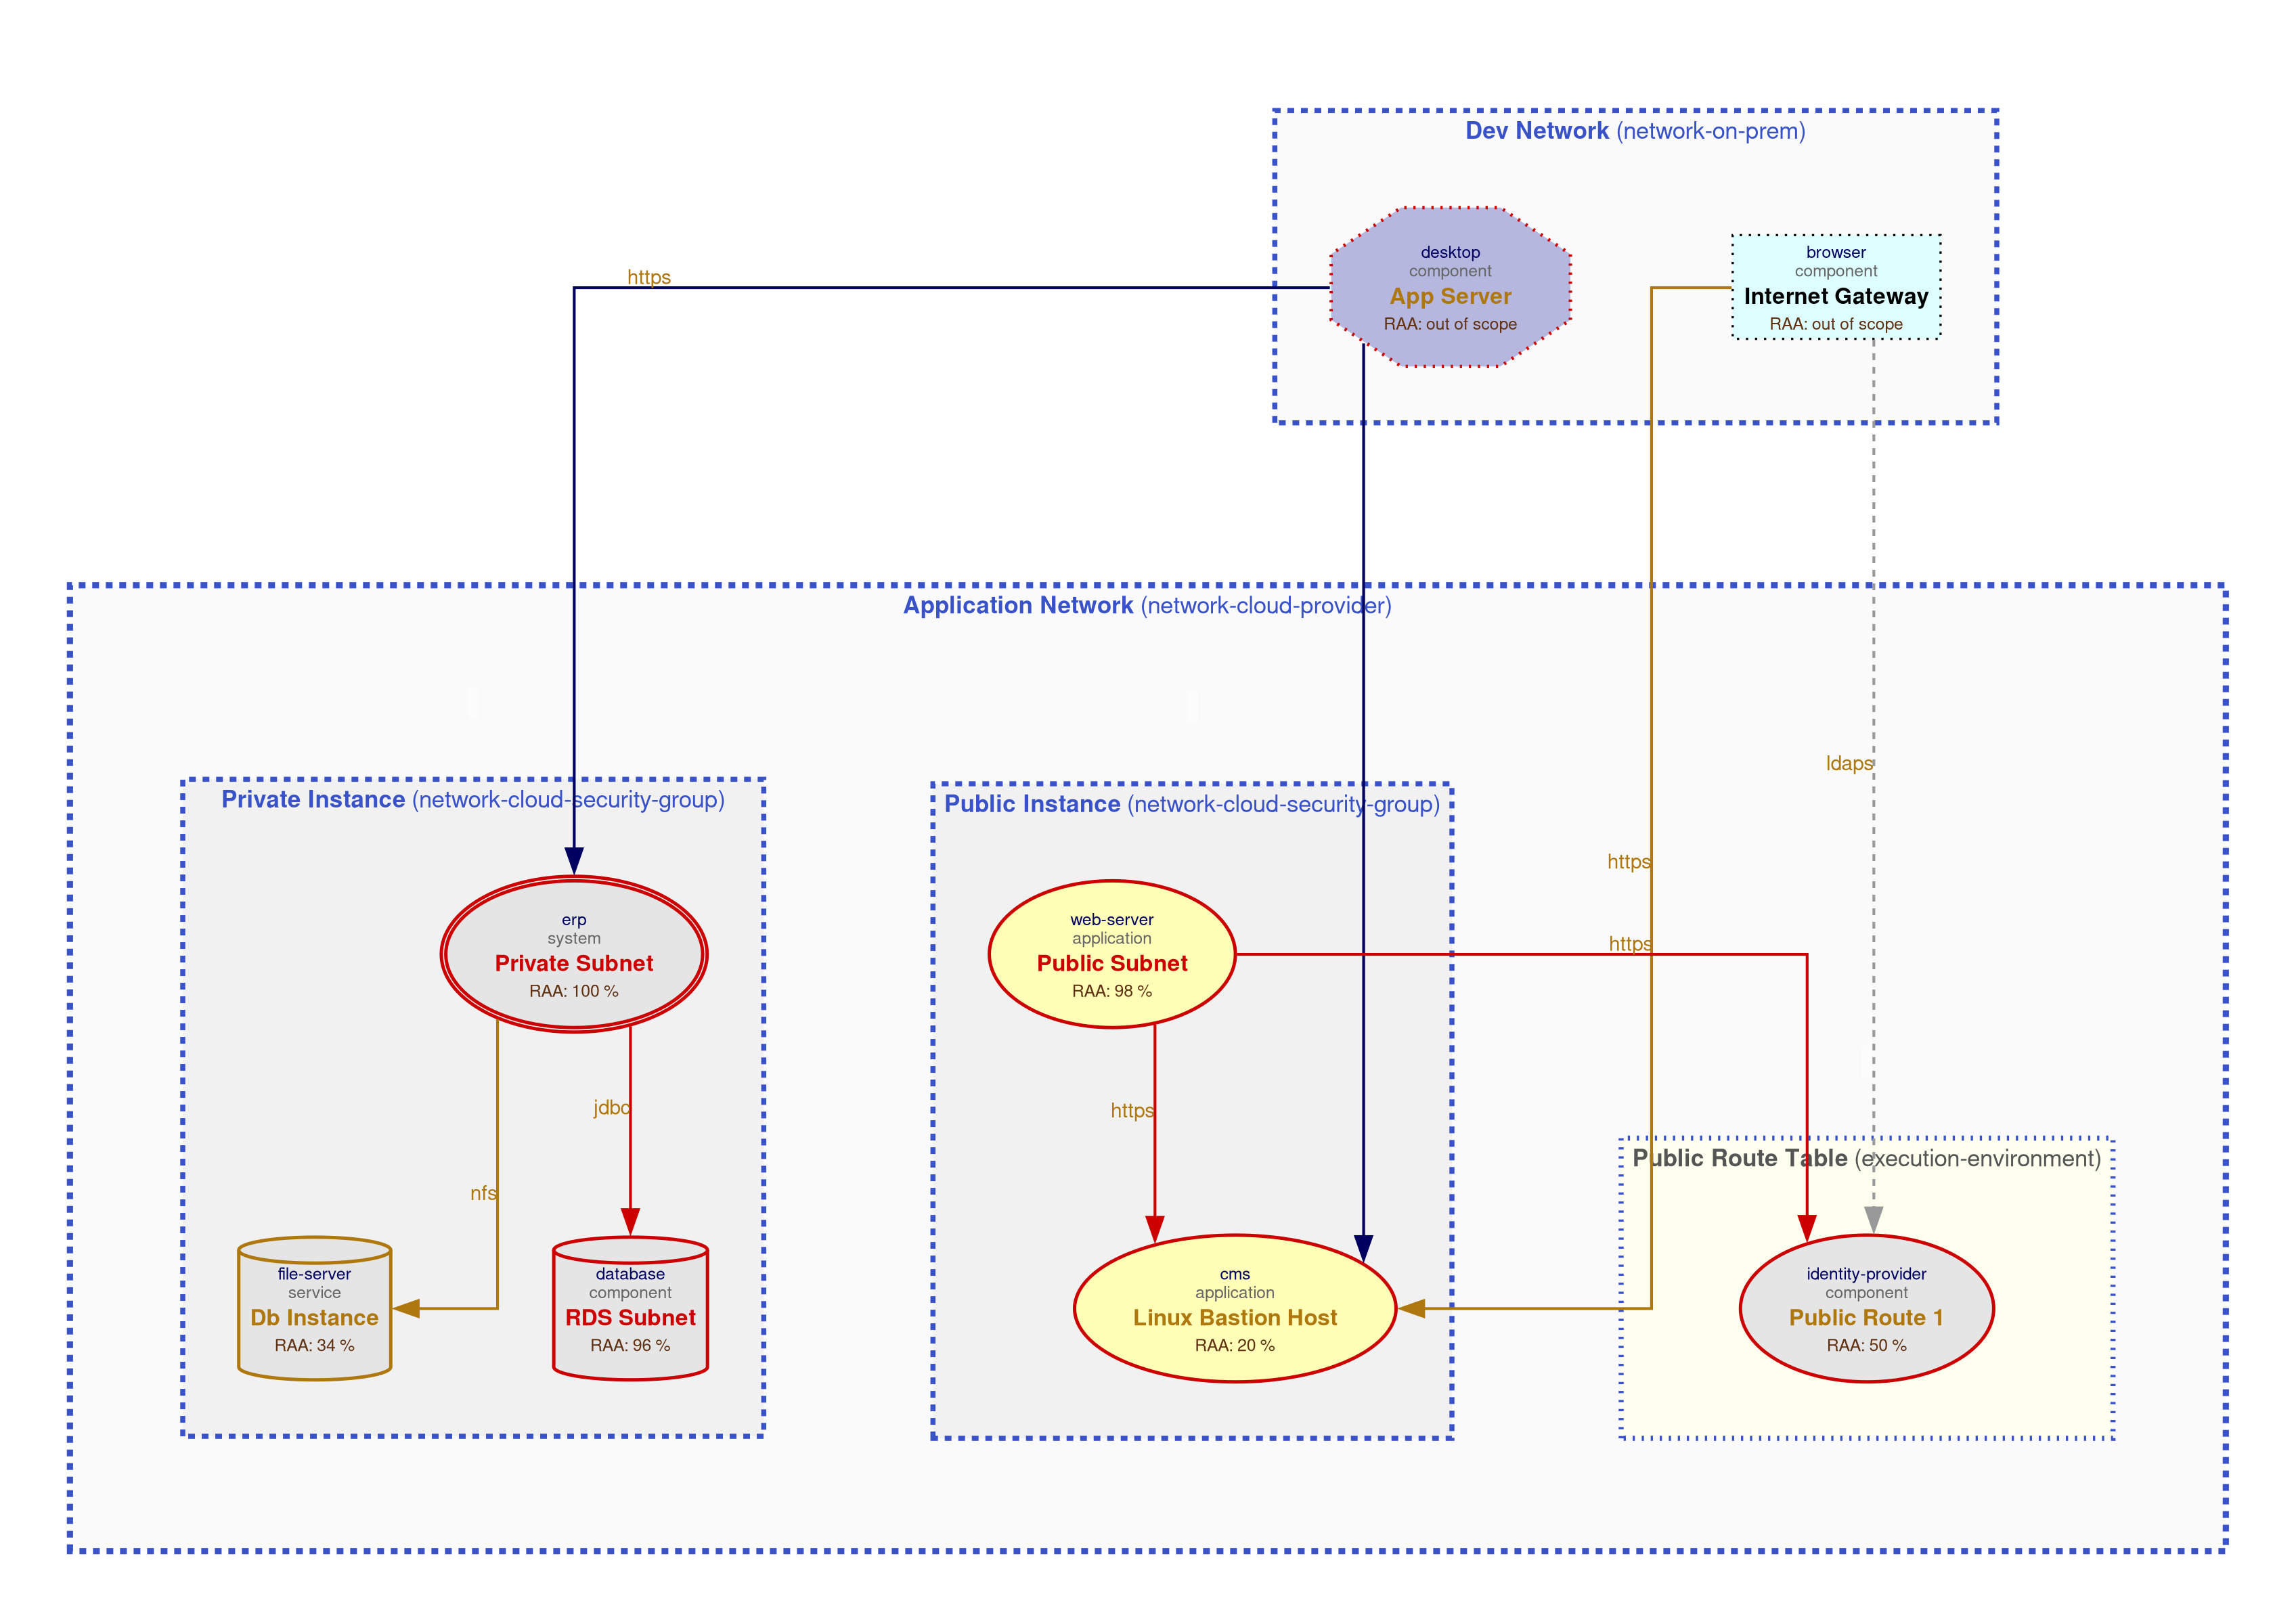 Dev Network (network-on-prem)
desktop
component
App Server
RAA: out of scope
browser
component
Internet Gateway
RAA: out of scope
https
Application Network (network-cloud-provider)
ldaps
Private Instance (network-cloud-security-group)
Public Instance (network-cloud-security-group)
https
erp
system
Private Subnet
RAA: 100 %
web-server
application
Public Subnet
RAA: 98 %
https
jdbc
https
nfs
Public Route Table (execution-environment)
file-server
service
Db Instance
RAA: 34 %
database
component
RDS Subnet
RAA: 96 %
cms
application
Linux Bastion Host
RAA: 20 %
identity-provider
component
Public Route 1
RAA: 50 %